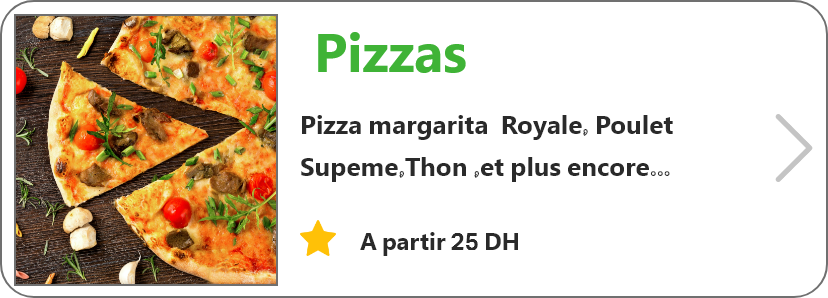 Pizzas
Pizza margarita Royale, Poulet
Supeme,Thon ,et plus encore...
A partir 25 DH